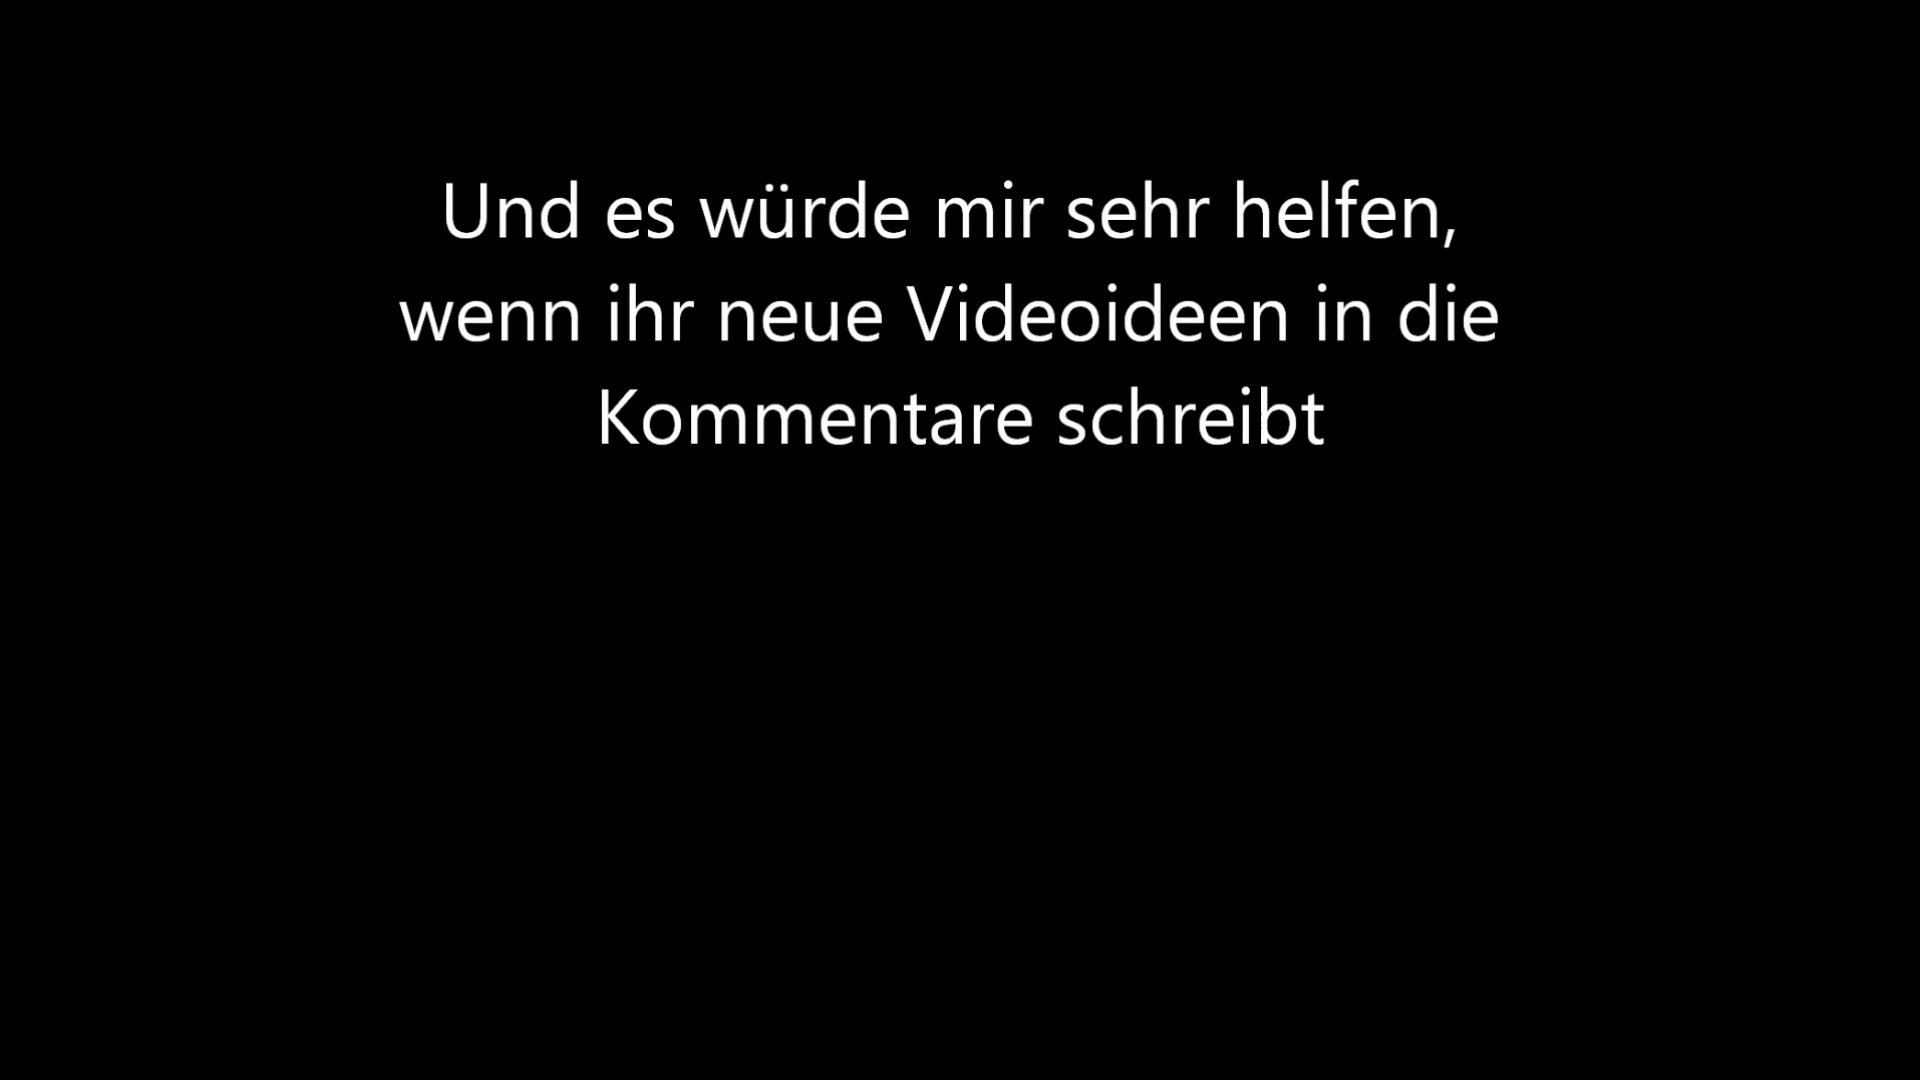 Und es würde mir sehr helfen,
wenn ihr neue Videoideen in die
Kommentare schreibt